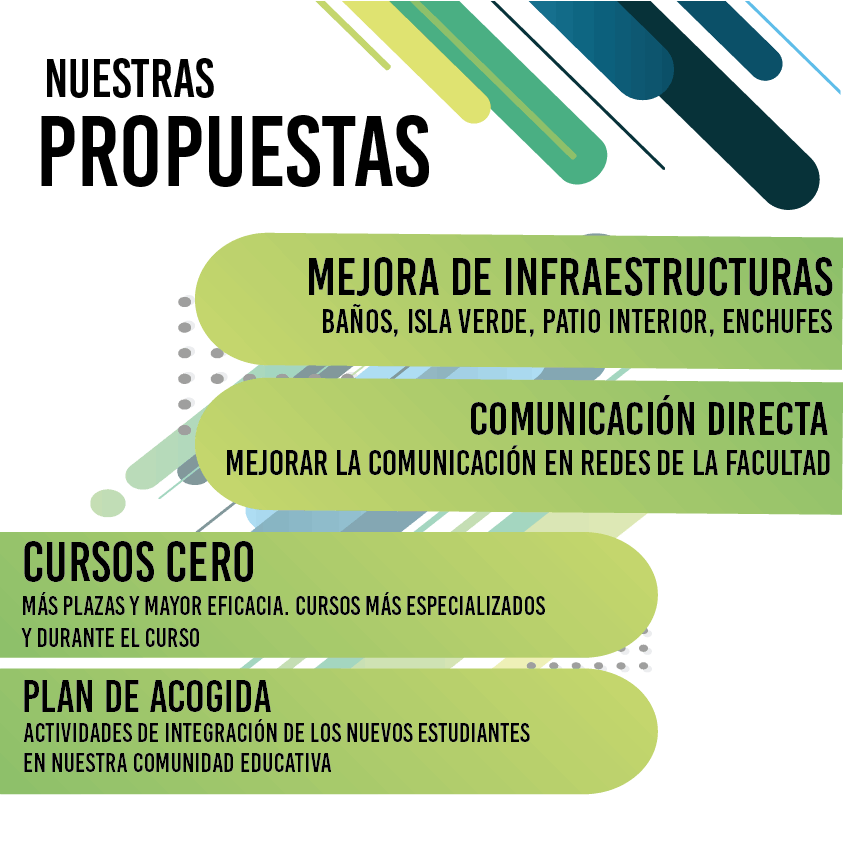 NUESTRAS
PROPUESTAS
MEJORA DE INFRAESTRUCTURAS
BAÑOS, ISLA VERDE, PATIO INTERIOR, ENCHUFES
COMUNICACIÓN DIRECTA
MEJORAR LA COMUNICACIÓN EN REDES DE LA FACULTAD
CURSOS CERO
MÁS PLAZAS Y MAYOR EFICACIA. CURSOS MÁS ESPECIALIZADOS
Y DURANTE EL CURSO
PLAN DE ACOGIDA
ACTIVIDADES DE INTEGRACIÓN DE LOS NUEVOS ESTUDIANTES
EN NUESTRA COMUNIDAD EDUCATIVA